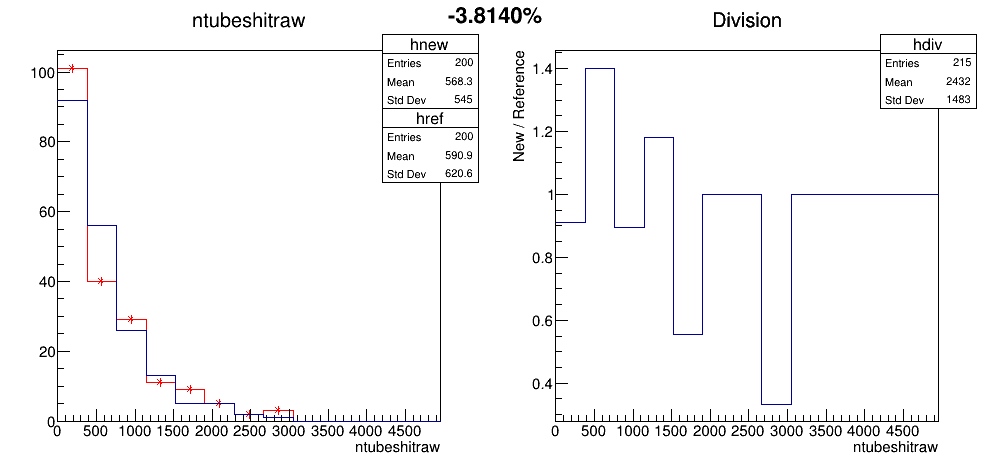 -3.8140%
ntubeshitraw
hnew
Entries 200
Mean 568.3
Std Dev 545
href
Entries 200
Mean 590.9
Std Dev 620.6
100
80
60
40
20
0
0 500 1000 1500 2000 2500 3000 3500 4000 4500
ntubeshitraw
Division
hdiv
Entries 215
Mean 2432
Std Dev 1483
New / Reference
1.4
1.2
1
0.8
0.6
0.4
0 500 1000 1500 2000 2500 3000 3500 4000 4500
ntubeshitraw